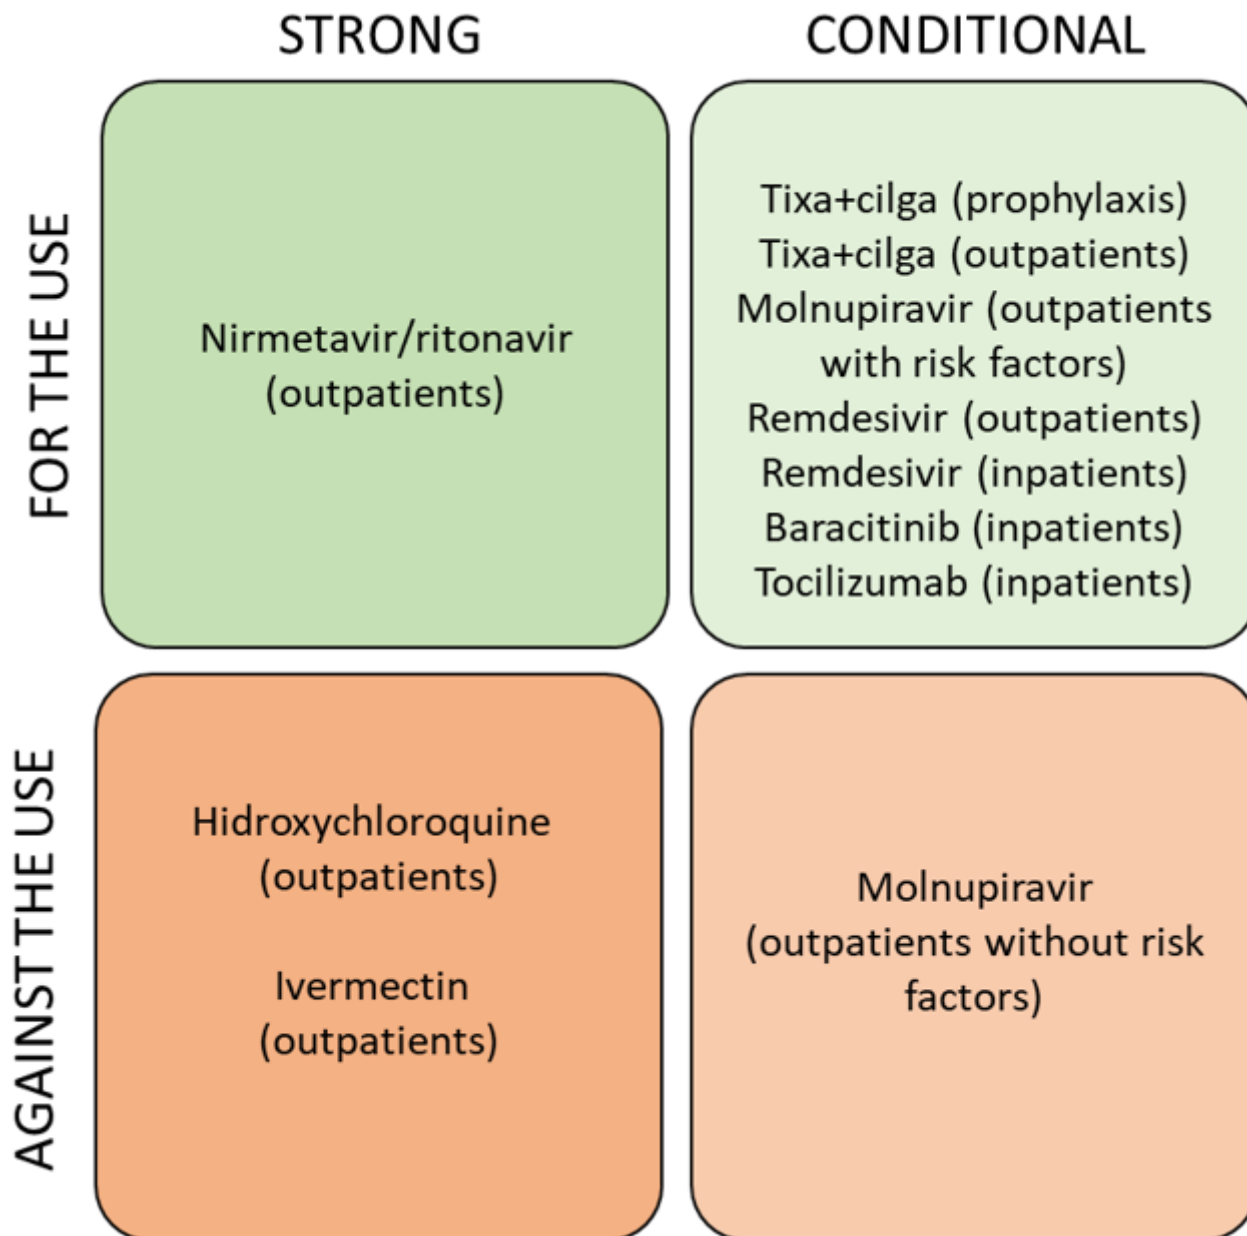 STRONG
CONDITIONAL
FOR THE USE
Nirmetavir/ritonavir
(outpatients)
Tixa+cilga (prophylaxis)
Tixa+cilga (outpatients)
Molnupiravir (outpatients
with risk factors)
Remdesivir (outpatients)
Remdesivir (inpatients)
Baracitinib (inpatients)
Tocilizumab (inpatients)
AGAINST THE USE
Hidroxychloroquine
(outpatients)
Ivermectin
(outpatients)
Molnupiravir
(outpatients without risk
factors)